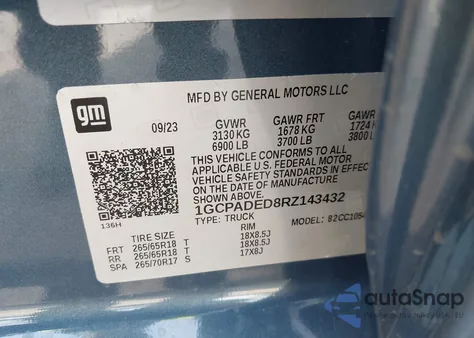 MFD BY GENERAL MOTORS LLC
gm
09/23
GVWR GAWR FRT GAWR
3130 KG 1678 KG 1724
6900 LB 3700 LB 3800 LB
THIS VEHICLE CONFORMS TO ALL
APPLICABLE U.S. FEDERAL MOTOR
VEHICLE SAFETY STANDARDS IN EFFECT
ON THE DATE OF MANUFACTURE
1GCPADED8RZ143432
TYPE: TRUCK MODEL: 82CC1054
136H
TIRE SIZE RIM
FRT 265/65R18 T 18X8.5J
RR 265/65R18 T 18X8.5J
SPA 265/70R17 S 17X8J
autoSnap